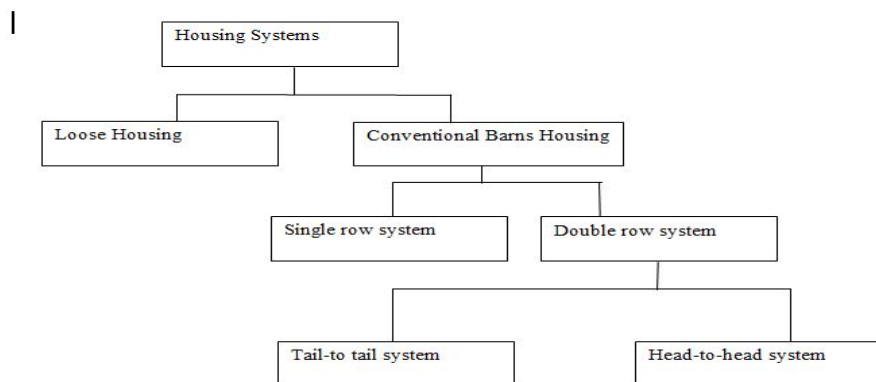 Housing Systems
Loose Housing
Conventional Barns Housing
Single row system
Double row system
Tail-to tail system
Head-to-head system